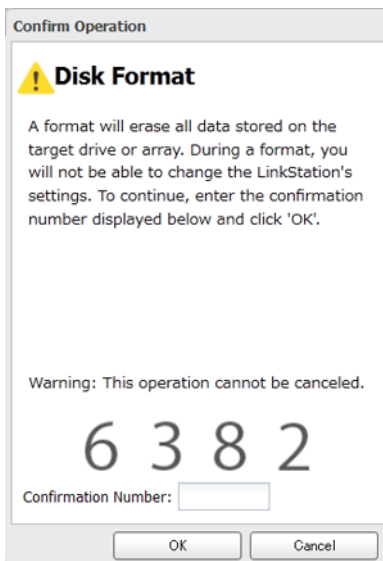 Confirm Operation
Disk Format
A format will erase all data stored on the
target drive or array. During a format, you
will not be able to change the LinkStation's
settings. To continue, enter the confirmation
number displayed below and click 'OK'.
Warning: This operation cannot be canceled.
6 3 8 2
Confirmation Number:
OK Cancel